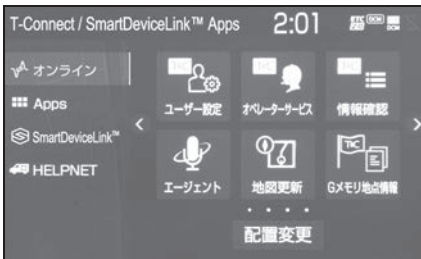 T-Connect / SmartDeviceLink™ Apps 2:01
オンライン
Apps
SmartDeviceLink™
HELPNET
T-C
ユーザー設定
T-C
オペレーターサービス
T-C
情報確認
エージェント
地図更新
T-C
Gメモリ地点情報
配置変更